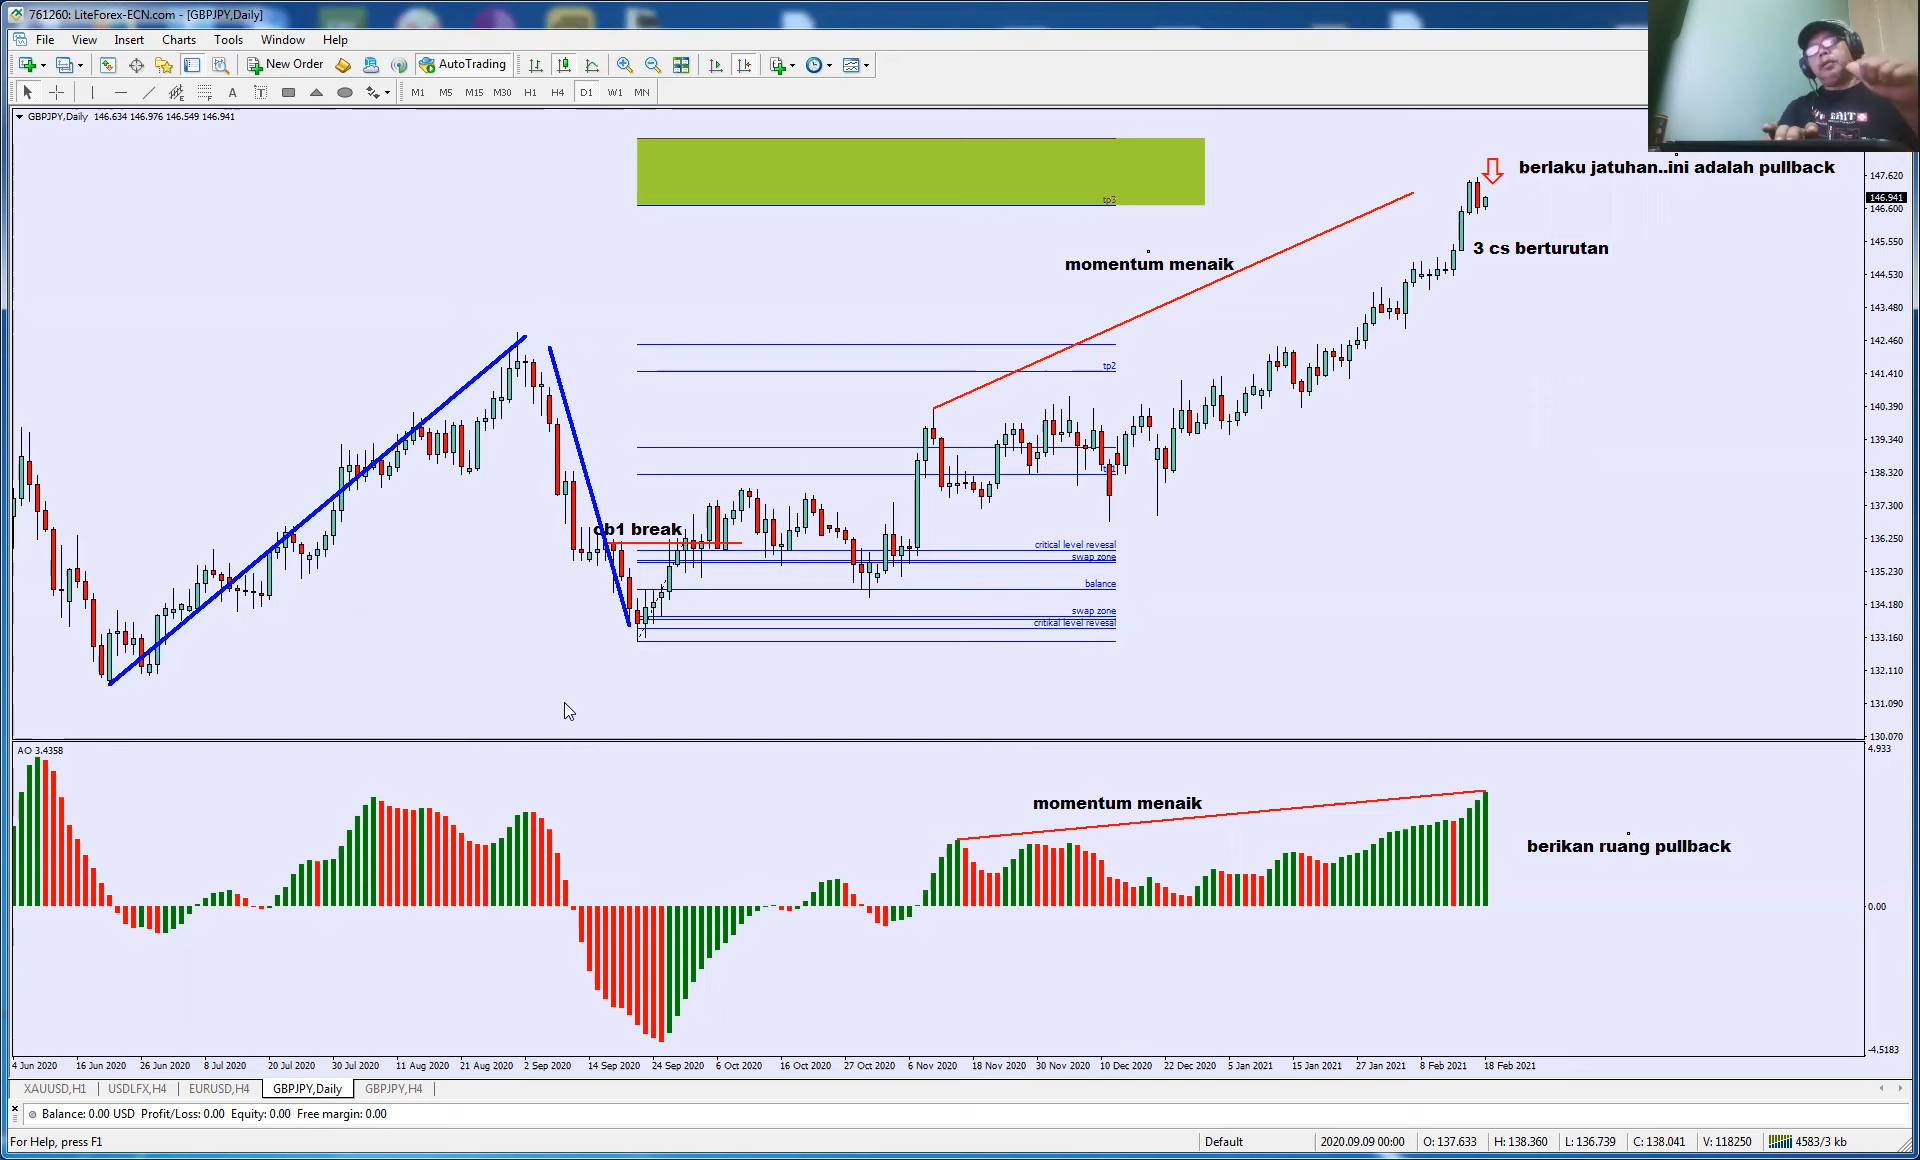 761260: LiteForex-ECN.com - [GBPJPY,Daily]
File View Insert Charts Tools Window Help
New Order AutoTrading
A T M1 M5 M15 M30 H1 H4 D1 W1 MN
GBPJPY,Daily 146.634 146.976 146.549 146.941
berlaku jatuhan..ini adalah pullback
147.620
146.941
tp3
146.600
145.550
3 cs berturutan
momentum menaik
144.530
143.480
142.460
tp2
141.410
140.390
139.340
138.320
137.300
cb1 break
136.250
critical level revesal
swap zone
135.230
balance
134.180
swap zone
critikal level revesal
133.160
132.110
131.090
130.070
AO 3.4358
4.933
momentum menaik
berikan ruang pullback
0.00
-4.5183
4 Jun 2020 16 Jun 2020 26 Jun 2020 8 Jul 2020 20 Jul 2020 30 Jul 2020 11 Aug 2020 21 Aug 2020 2 Sep 2020 14 Sep 2020 24 Sep 2020 6 Oct 2020 16 Oct 2020 27 Oct 2020 6 Nov 2020 18 Nov 2020 30 Nov 2020 10 Dec 2020 22 Dec 2020 5 Jan 2021 15 Jan 2021 27 Jan 2021 8 Feb 2021 18 Feb 2021
XAUUSD,H1 USDLFX,H4 EURUSD,H4 GBPJPY,Daily GBPJPY,H4
Balance: 0.00 USD Profit/Loss: 0.00 Equity: 0.00 Free margin: 0.00
For Help, press F1 Default 2020.09.09 00:00 O: 137.633 H: 138.360 L: 136.739 C: 138.041 V: 118250 4583/3 kb